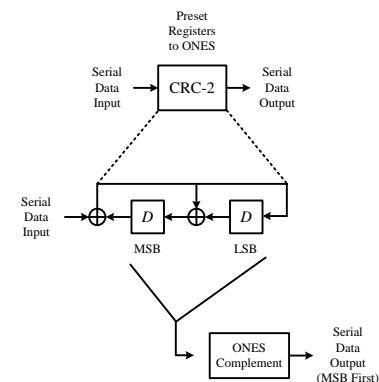 Preset
Registers
to ONES
Serial
Data
Input
CRC-2
Serial
Data
Output
Serial
Data
Input
D
D
MSB
LSB
ONES
Complement
Serial
Data
Output
(MSB First)